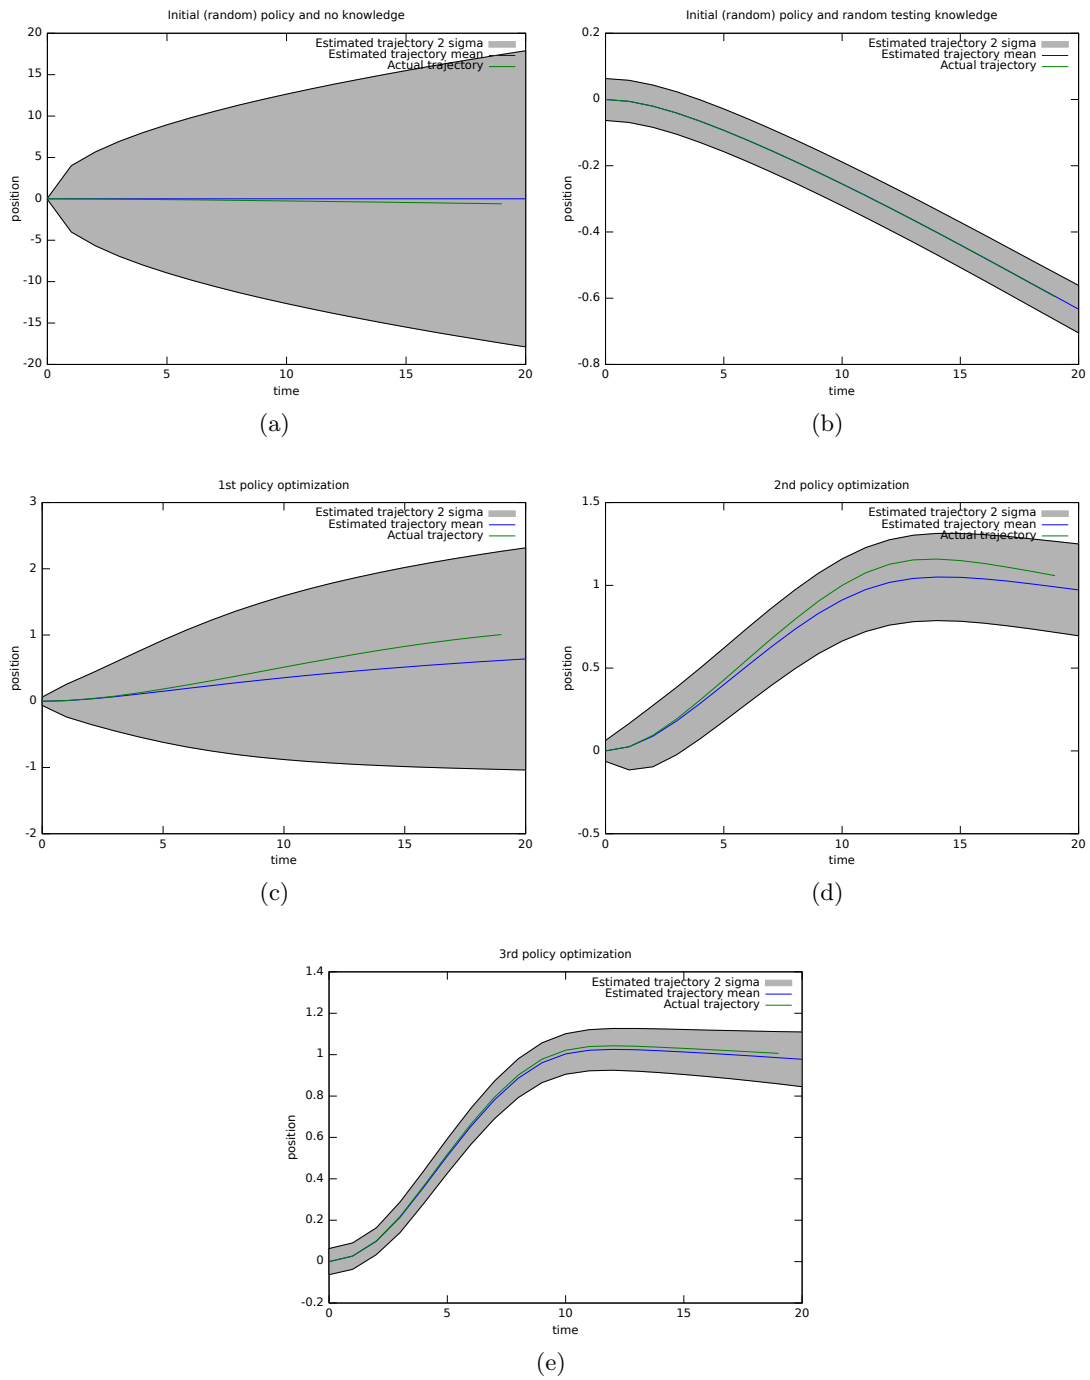 Initial (random) policy and no knowledge
20
15
10
5
0
-5
-10
-15
-20
position
Estimated trajectory 2 sigma
Estimated trajectory mean
Actual trajectory
0 5 10 15 20
time
(a)
Initial (random) policy and random testing knowledge
0.2
0
-0.2
-0.4
-0.6
-0.8
position
Estimated trajectory 2 sigma
Estimated trajectory mean
Actual trajectory
0 5 10 15 20
time
(b)
1st policy optimization
3
2
1
0
-1
-2
position
Estimated trajectory 2 sigma
Estimated trajectory mean
Actual trajectory
0 5 10 15 20
time
(c)
2nd policy optimization
1.5
1
0.5
0
-0.5
position
Estimated trajectory 2 sigma
Estimated trajectory mean
Actual trajectory
0 5 10 15 20
time
(d)
3rd policy optimization
1.4
1.2
1
0.8
0.6
0.4
0.2
0
-0.2
position
Estimated trajectory 2 sigma
Estimated trajectory mean
Actual trajectory
0 5 10 15 20
time
(e)